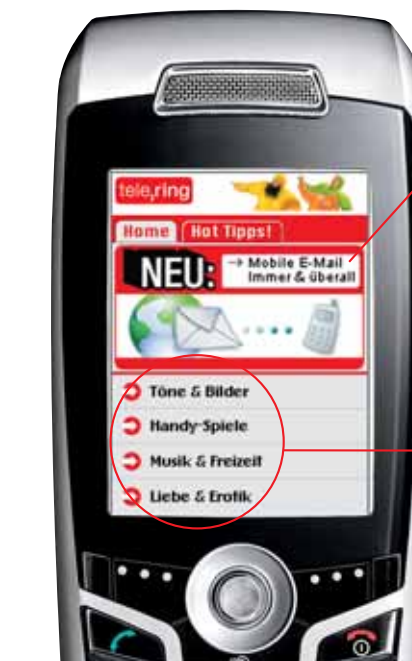 tele.ring
Home Hot Tipps!
NEU: → Mobile E-Mail
Immer & überall
Töne & Bilder
Handy-Spiele
Musik & Freizeit
Liebe & Erotik